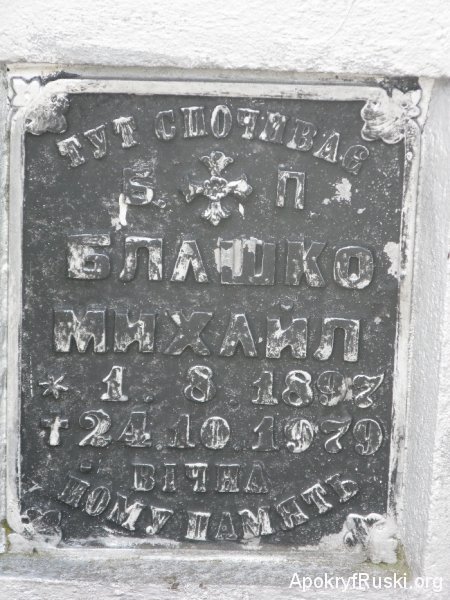 ТУТ СПОЧИВАЄ
Б. П
БЛАШКО
МИХАЙЛ
* 1. 8. 1897
✝ 24.10.1979
ВІЧНА
ЙОМУ ПАМЯТЬ
ApokryfRuski.org